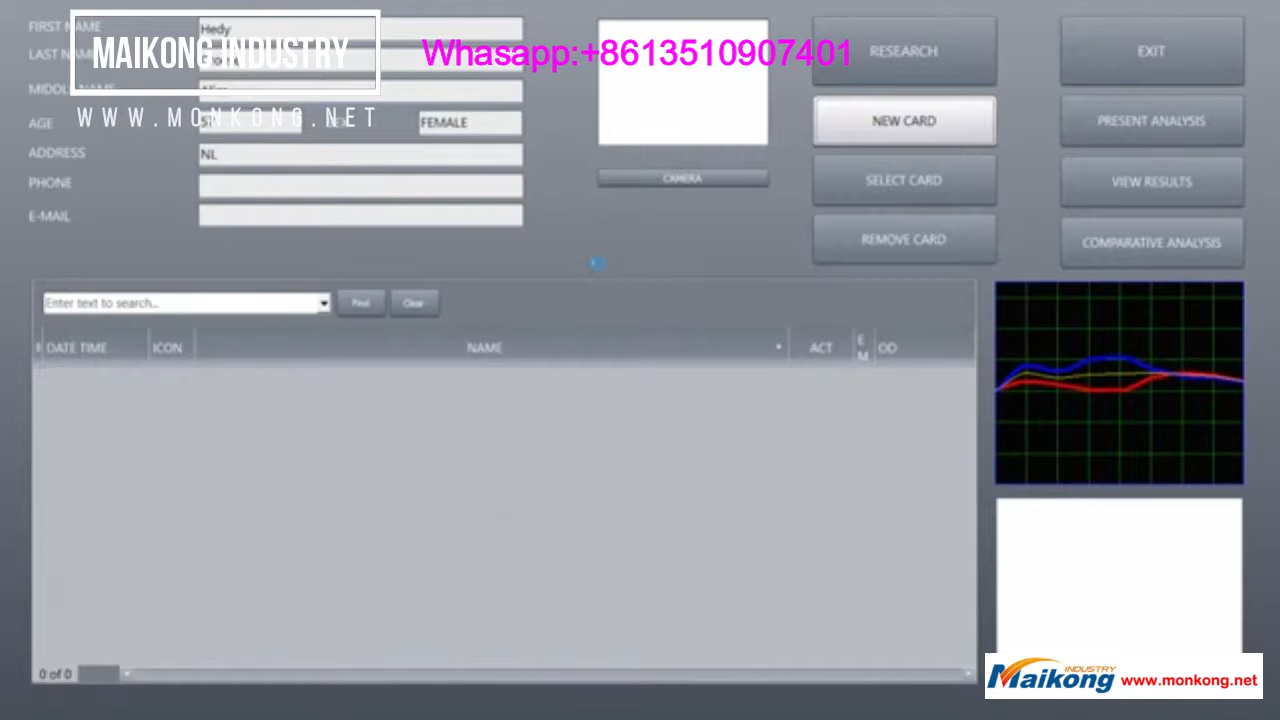 FIRST NAME
Hedy
LAST NAME
MAIKONG INDUSTRY
Whasapp:+8613510907401
MIDDLE NAME
WWW.MONKONG.NET
AGE
FEMALE
ADDRESS
NL
PHONE
E-MAIL
CAMERA
RESEARCH
NEW CARD
SELECT CARD
REMOVE CARD
EXIT
PRESENT ANALYSIS
VIEW RESULTS
COMPARATIVE ANALYSIS
Enter text to search...
Find
Clear
DATE TIME
ICON
NAME
ACT
E
M
OD
0 of 0
Maikong INDUSTRY www.monkong.net